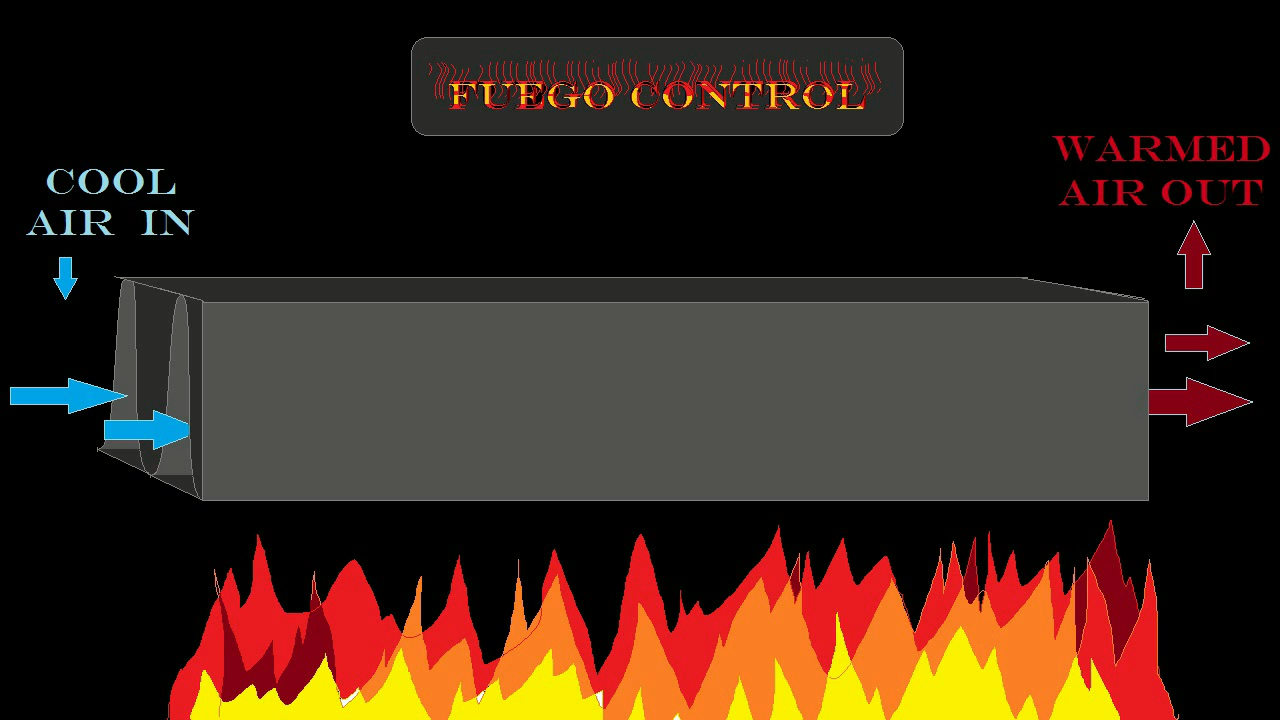 FUEGO CONTROL
COOL
AIR IN
WARMED
AIR OUT